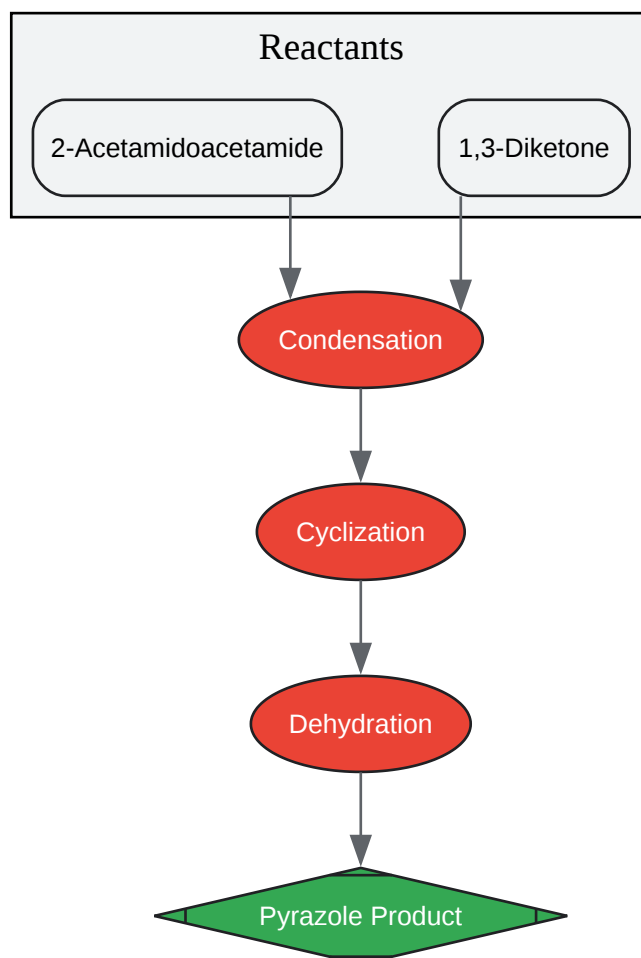 Reactants
2-Acetamidoacetamide
1,3-Diketone
Condensation
Cyclization
Dehydration
Pyrazole Product